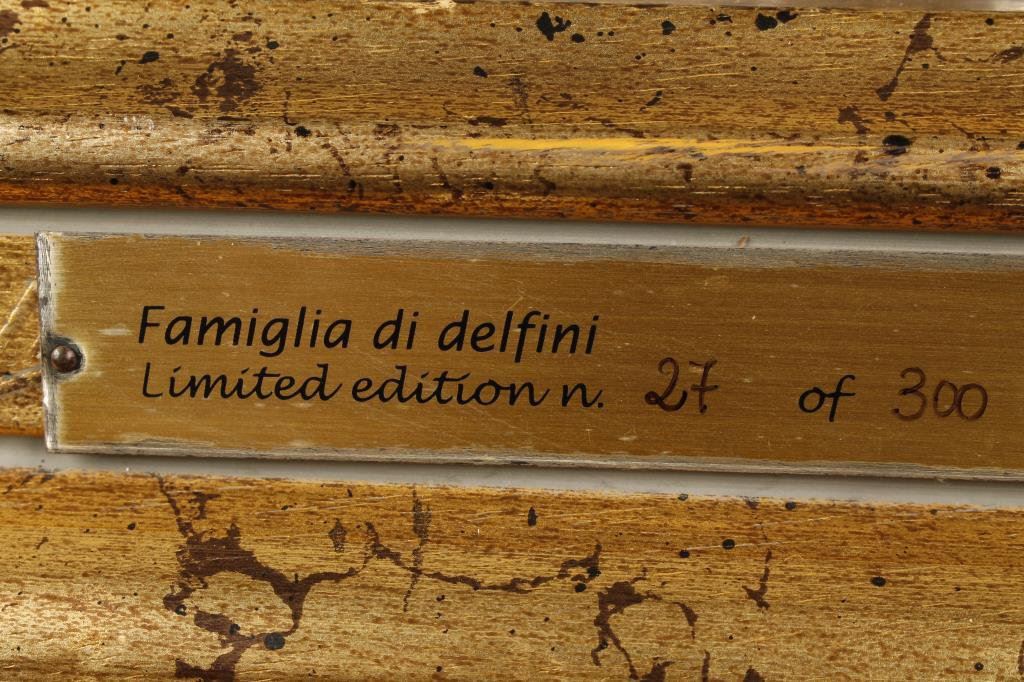 Famiglia di delfini
Limited edition n. 27 of 300